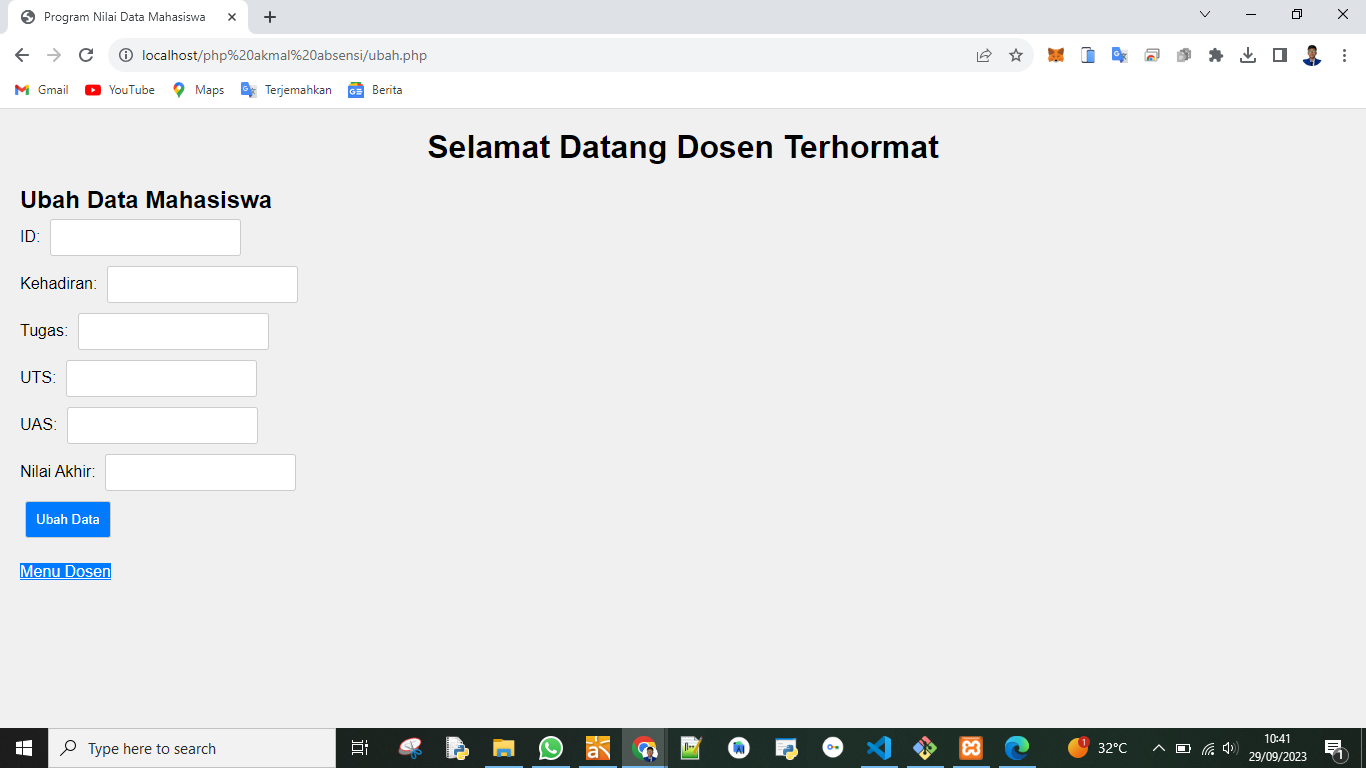 Program Nilai Data Mahasiswa
localhost/php%20akmal%20absensi/ubah.php
Gmail YouTube Maps Terjemahkan Berita
Selamat Datang Dosen Terhormat
Ubah Data Mahasiswa
ID:
Kehadiran:
Tugas:
UTS:
UAS:
Nilai Akhir:
Ubah Data
Menu Dosen
Type here to search
1
32°C
10:41
29/09/2023
1